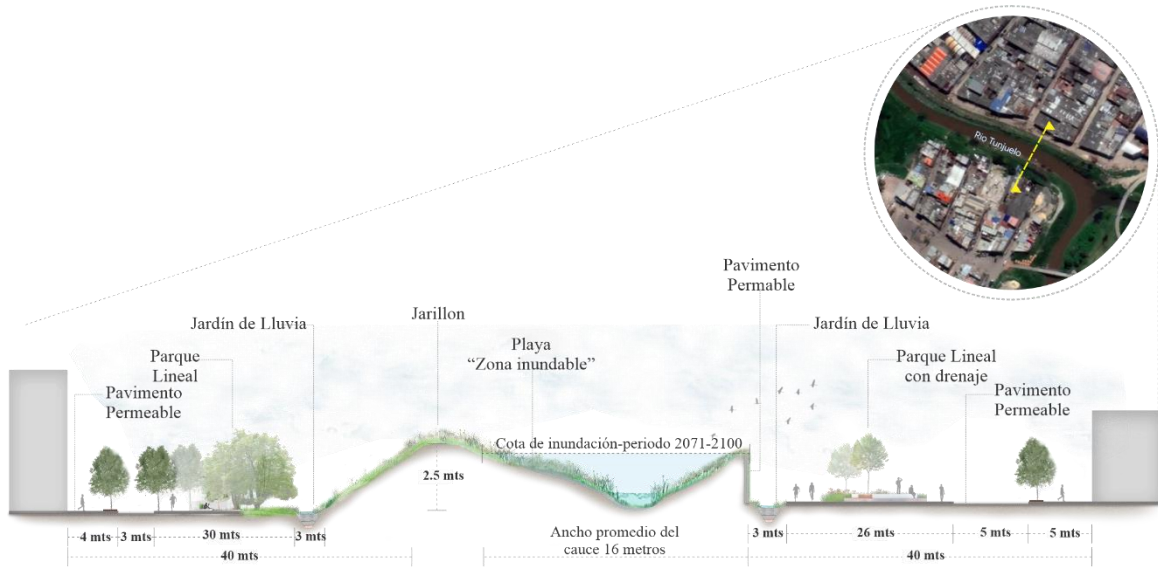 Rio Tunjuelo
Pavimento
Permable
Jardín de Lluvia
Jarillon
Playa
“Zona inundable”
Jardín de Lluvia
Parque
Lineal
Pavimento
Permeable
Parque Lineal
con drenaje
Pavimento
Permeable
Cota de inundación-periodo 2071-2100
2.5 mts
4 mts
3 mts
30 mts
3 mts
40 mts
Ancho promedio del
cauce 16 metros
3 mts
26 mts
5 mts
5 mts
40 mts